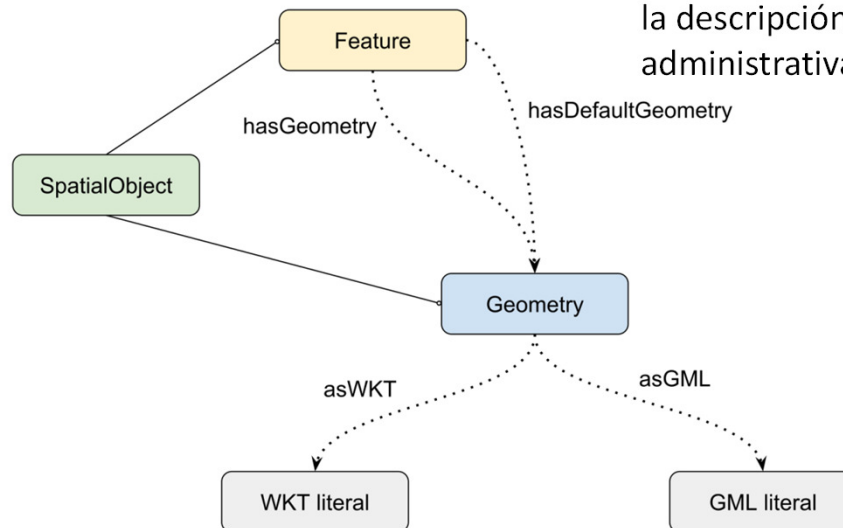 la descripción
administrativa
Feature
hasGeometry
hasDefaultGeometry
SpatialObject
Geometry
asWKT
asGML
WKT literal
GML literal